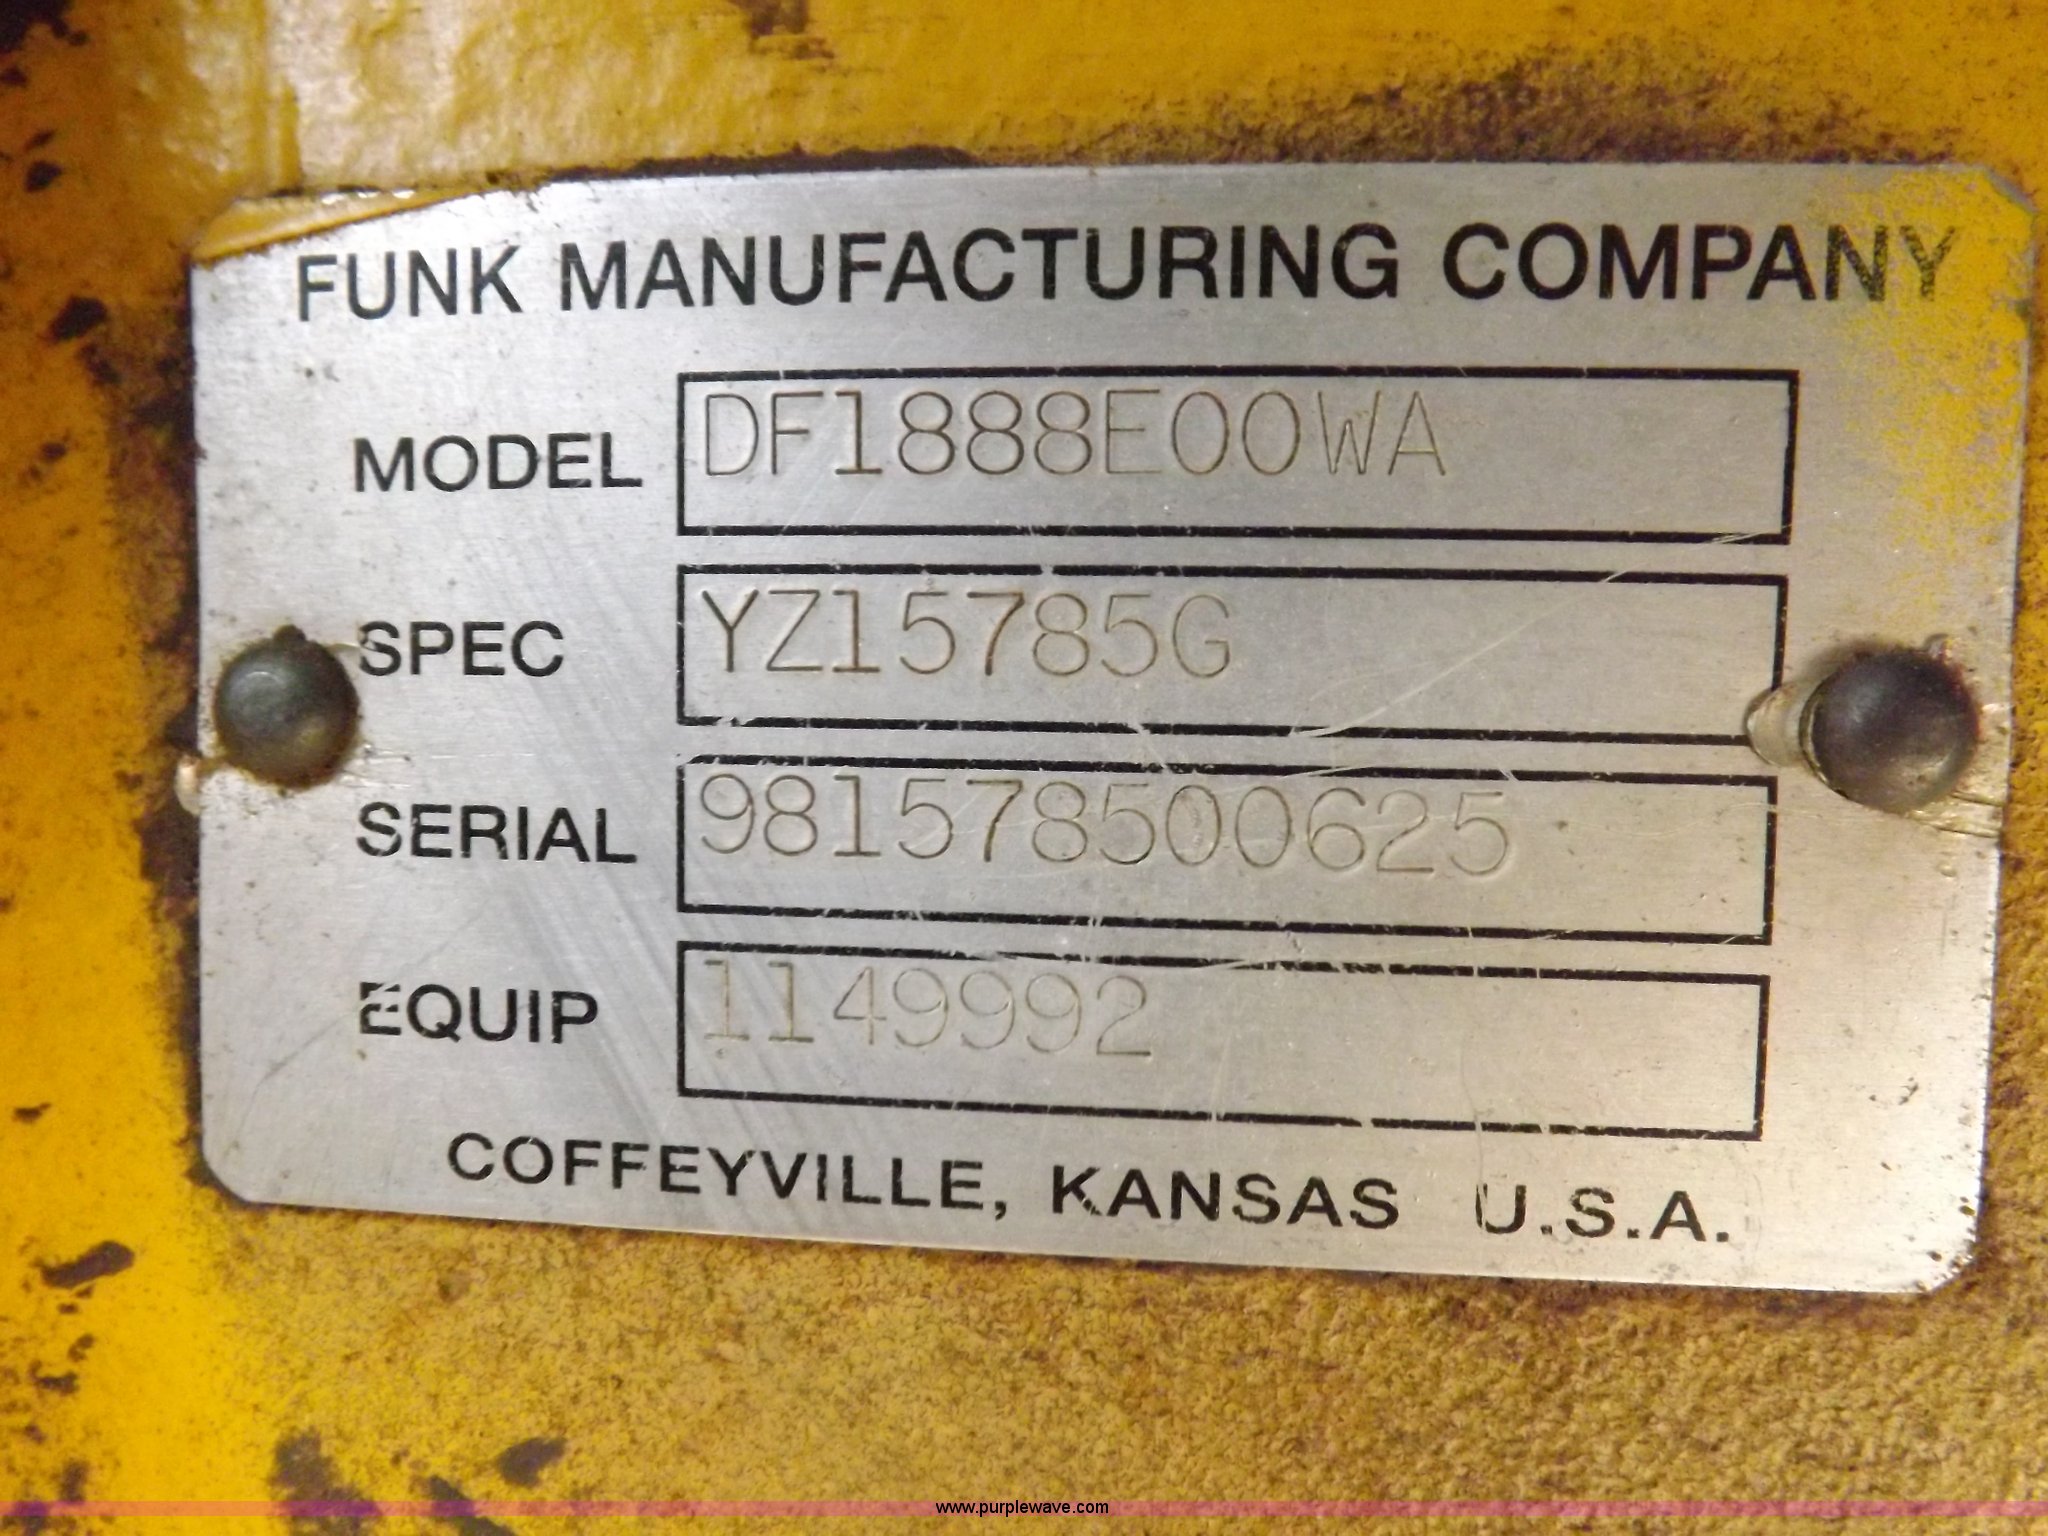 FUNK MANUFACTURING COMPANY
MODEL DF1888E00WA
SPEC YZ15785G
SERIAL 981578500625
EQUIP 1149992
COFFEYVILLE, KANSAS U.S.A.
www.purplewave.com